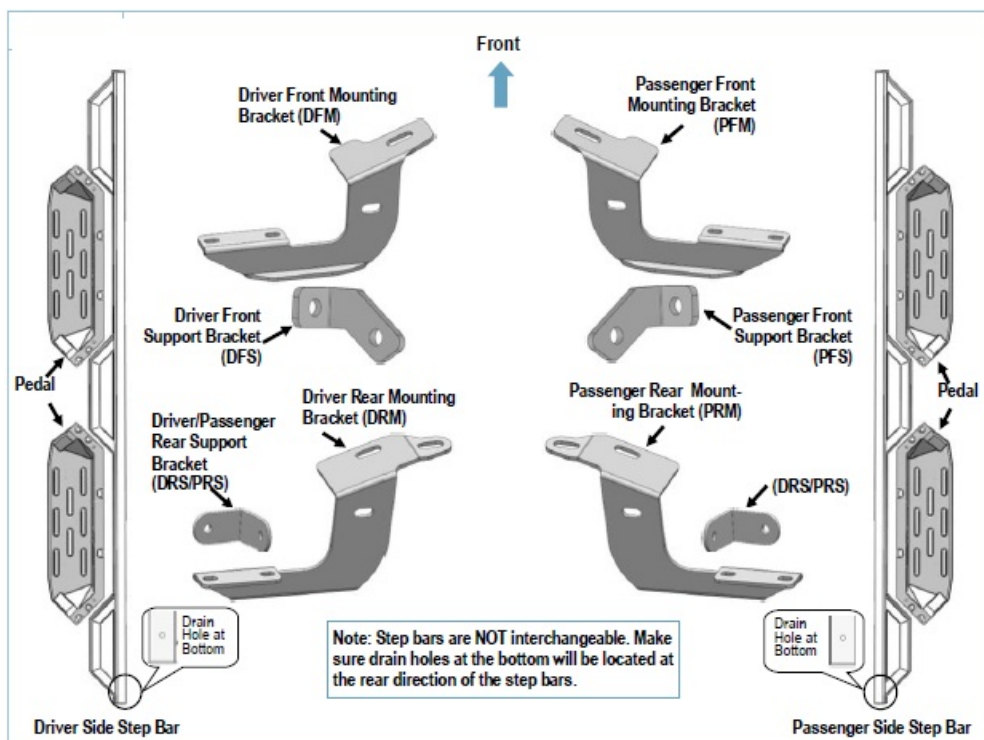 Front
Driver Front Mounting
Bracket (DFM)
Passenger Front
Mounting Bracket
(PFM)
Driver Front
Support Bracket
(DFS)
Passenger Front
Support Bracket
(PFS)
Pedal
Pedal
Driver Rear Mounting
Bracket (DRM)
Passenger Rear Mount-
ing Bracket (PRM)
Driver/Passenger
Rear Support
Bracket
(DRS/PRS)
(DRS/PRS)
Drain
Hole at
Bottom
Note: Step bars are NOT interchangeable. Make
sure drain holes at the bottom will be located at
the rear direction of the step bars.
Drain
Hole at
Bottom
Driver Side Step Bar
Passenger Side Step Bar